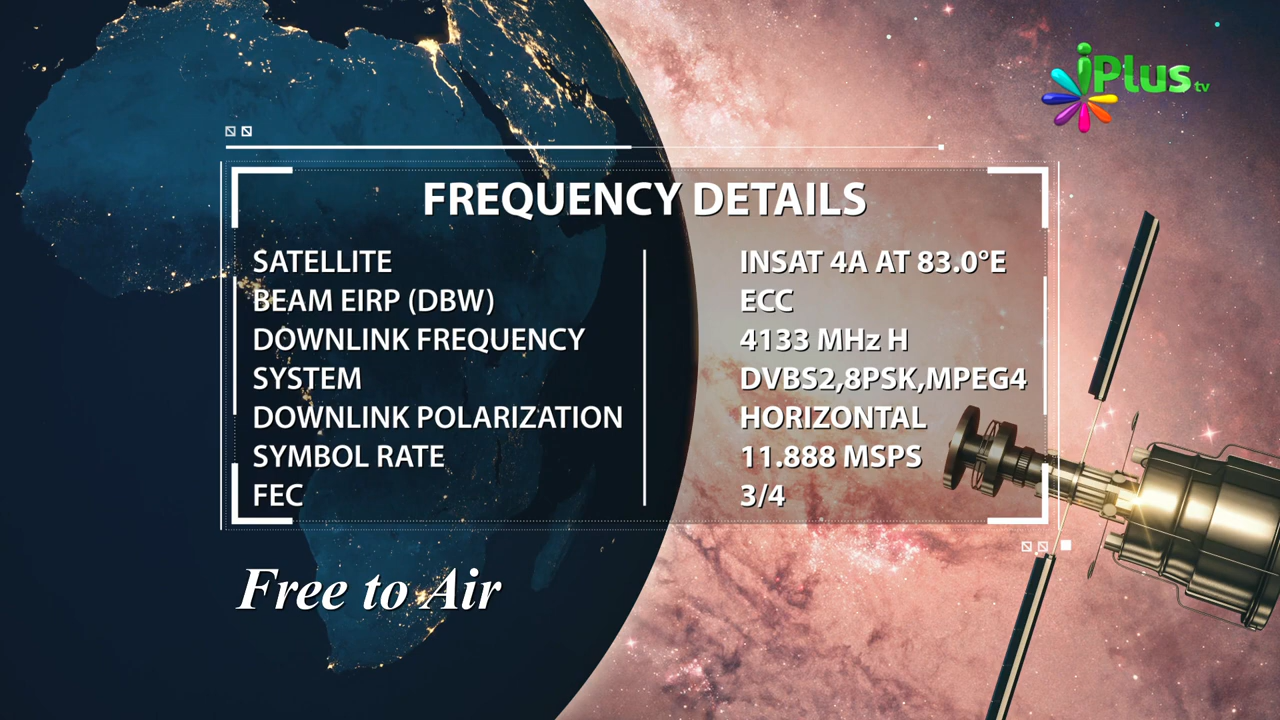 iPlus tv
FREQUENCY DETAILS
SATELLITE INSAT 4A AT 83.0°E
BEAM EIRP (DBW) ECC
DOWNLINK FREQUENCY 4133 MHz H
SYSTEM DVBS2,8PSK,MPEG4
DOWNLINK POLARIZATION HORIZONTAL
SYMBOL RATE 11.888 MSPS
FEC 3/4
Free to Air